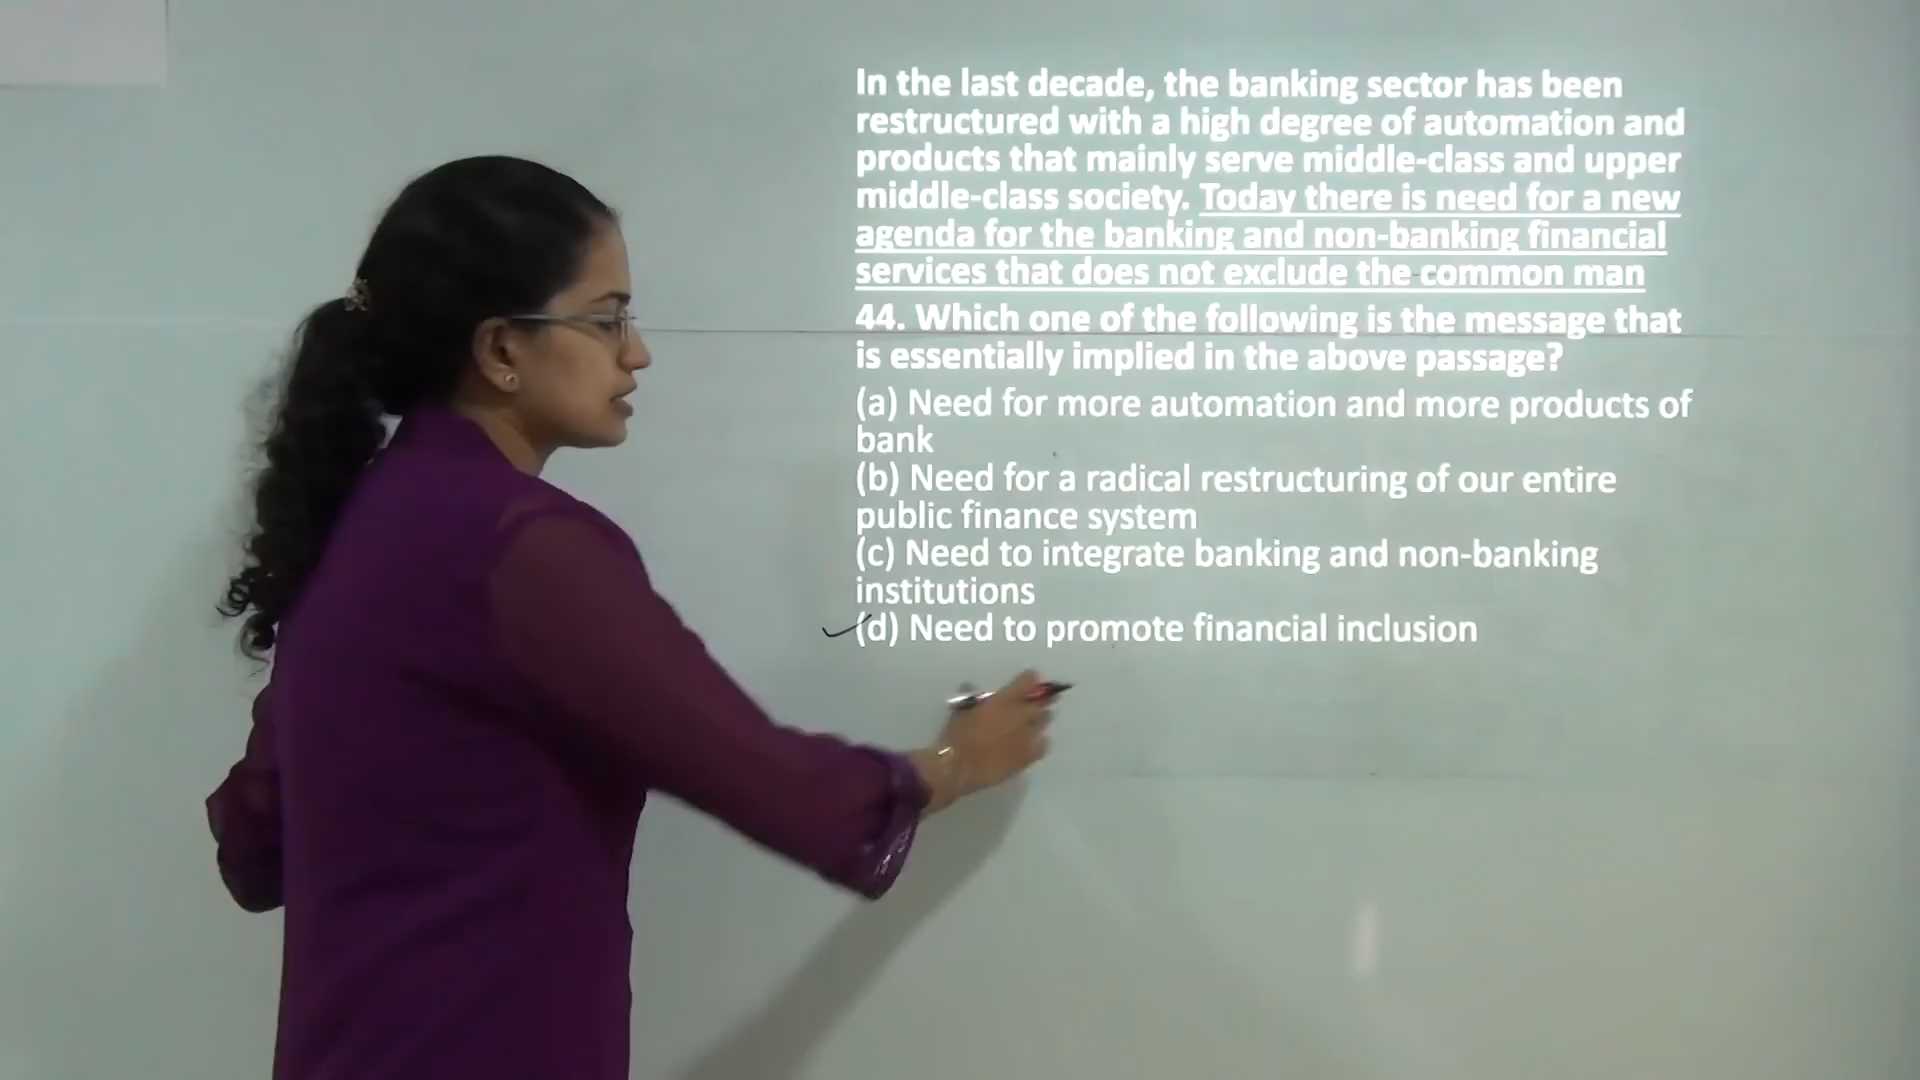 In the last decade, the banking sector has been
restructured with a high degree of automation and
products that mainly serve middle-class and upper
middle-class society. Today there is need for a new
agenda for the banking and non-banking financial
services that does not exclude the common man
44. Which one of the following is the message that
is essentially implied in the above passage?
(a) Need for more automation and more products of
bank
(b) Need for a radical restructuring of our entire
public finance system
(c) Need to integrate banking and non-banking
institutions
(d) Need to promote financial inclusion